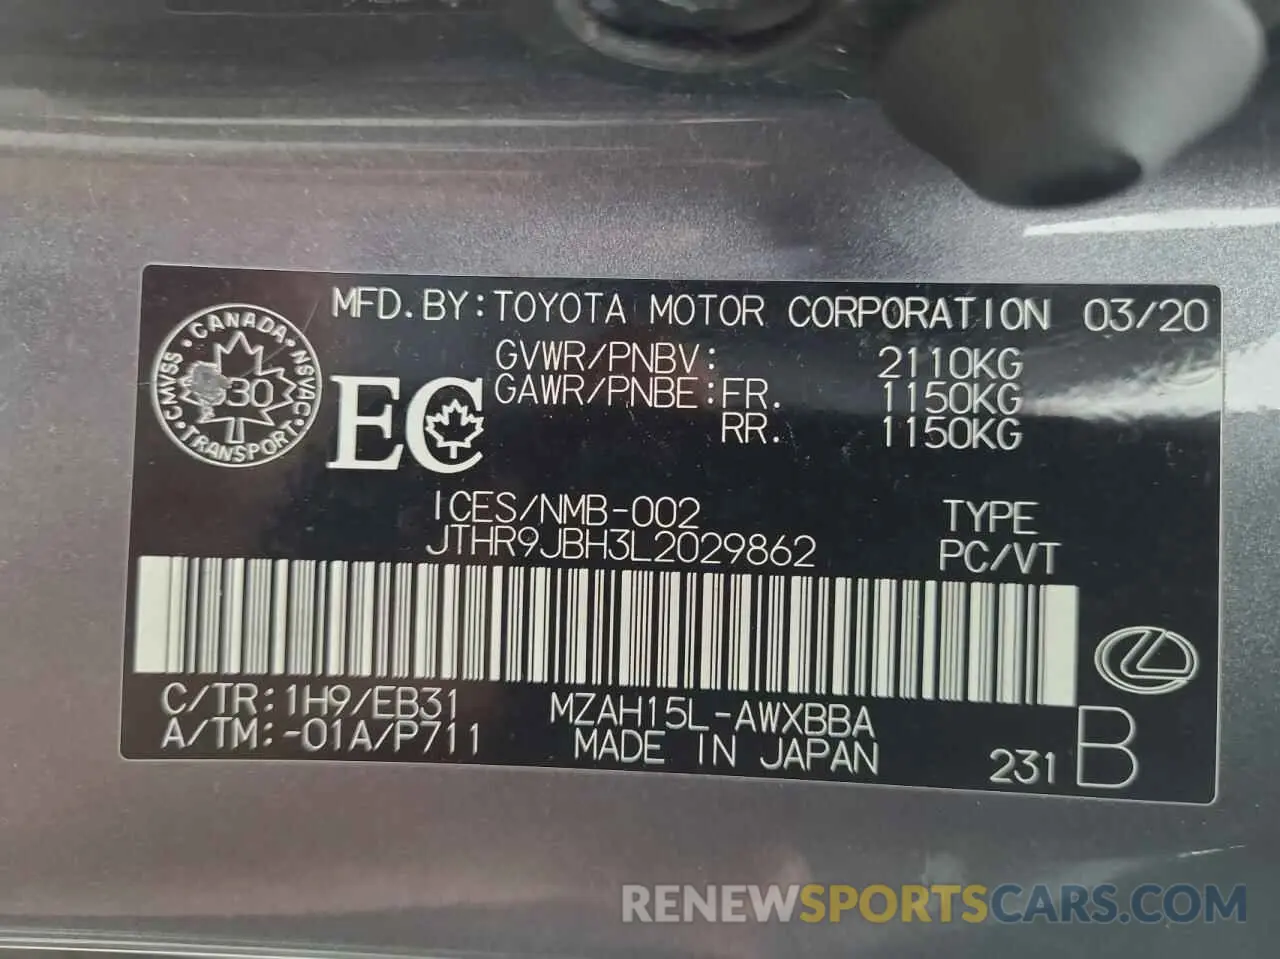 MFD. BY: TOYOTA MOTOR CORPORATION 03/20
GVWR/PNBV: 2110KG
GAWR/PNBE: FR. 1150KG
RR. 1150KG
CANADA
CMVSS 30 NSVAC
TRANSPORT
EC
ICES/NMB-002 TYPE
JTHR9JBH3L2029862 PC/VT
C/TR: 1H9/EB31 MZAH15L-AWXBBA
A/TM: -01A/P711 MADE IN JAPAN 231 B
RENEWSPORTSCARS.COM